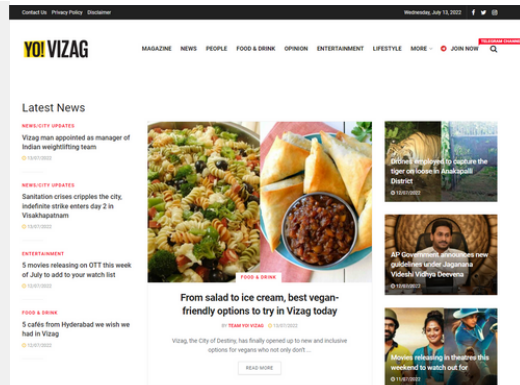 Contact Us Privacy Policy Disclaimer
Wednesday, July 13, 2022
YO! VIZAG
MAGAZINE NEWS PEOPLE FOOD & DRINK OPINION ENTERTAINMENT LIFESTYLE MORE JOIN NOW
TELEGRAM CHANNEL
Latest News
NEWS/CITY UPDATES
Vizag man appointed as manager of
Indian weightlifting team
13/07/2022
NEWS/CITY UPDATES
Sanitation crises cripples the city,
indefinite strike enters day 2 in
Visakhapatnam
13/07/2022
ENTERTAINMENT
5 movies releasing on OTT this week
of July to add to your watch list
13/07/2022
FOOD & DRINK
5 cafés from Hyderabad we wish we
had in Vizag
12/07/2022
FOOD & DRINK
From salad to ice cream, best vegan-
friendly options to try in Vizag today
BY TEAM YO! VIZAG 13/07/2022
Vizag, the City of Destiny, has finally opened up to new and inclusive
options for vegans who not only don't ...
READ MORE
Drones employed to capture the
tiger on loose in Anakapalli
District
12/07/2022
AP Government announces new
guidelines under Jagananna
Videshi Vidhya Deevena
12/07/2022
Movies releasing in theatres this
weekend to watch out for
11/07/2022